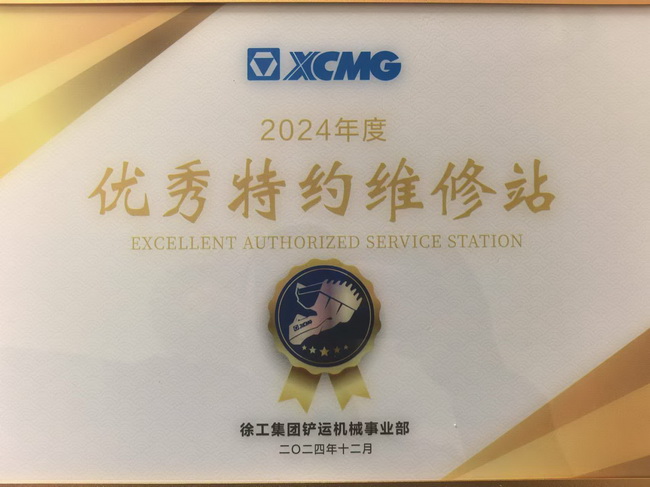 XCMG
2024年度
优秀特约维修站
EXCELLENT AUTHORIZED SERVICE STATION
XCMG
徐工集团铲运机械事业部
二〇二四年十二月